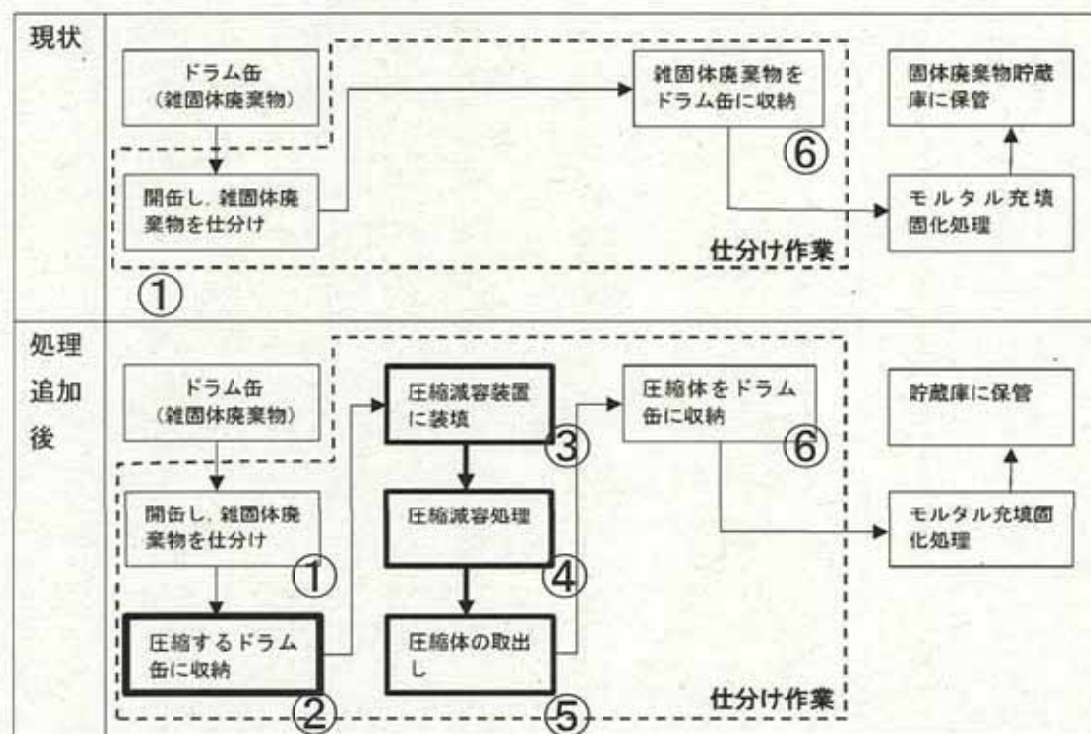 現状
ドラム缶
(雑固体廃棄物)
開缶し,雑固体廃
棄物を仕分け
①
雑固体廃棄物を
ドラム缶に収納
⑥
仕分け作業
固体廃棄物貯蔵
庫に保管
モルタル充填
固化処理
処理
追加
後
ドラム缶
(雑固体廃棄物)
開缶し,雑固体廃
棄物を仕分け
①
圧縮するドラム
缶に収納
②
圧縮減容装置
に装填
③
圧縮減容処理
④
圧縮体の取出
し
⑤
圧縮体をドラム
缶に収納
⑥
仕分け作業
貯蔵庫に保管
モルタル充填固
化処理